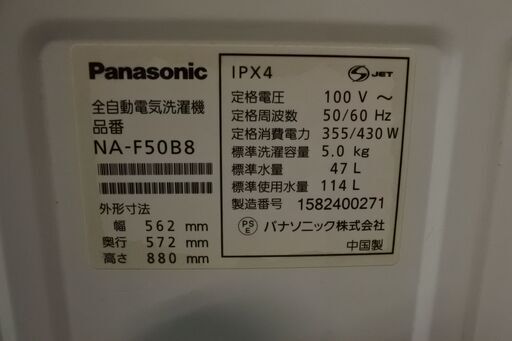 Panasonic
全自動電気洗濯機
品番
NA-F50B8
外形寸法
幅 562 mm
奥行 572 mm
高さ 880 mm
IPX4
S JET
定格電圧 100 V ～
定格周波数 50/60 Hz
定格消費電力 355/430 W
標準洗濯容量 5.0 kg
標準水量 47 L
標準使用水量 114 L
製造番号 1582400271
PS E パナソニック株式会社
中国製